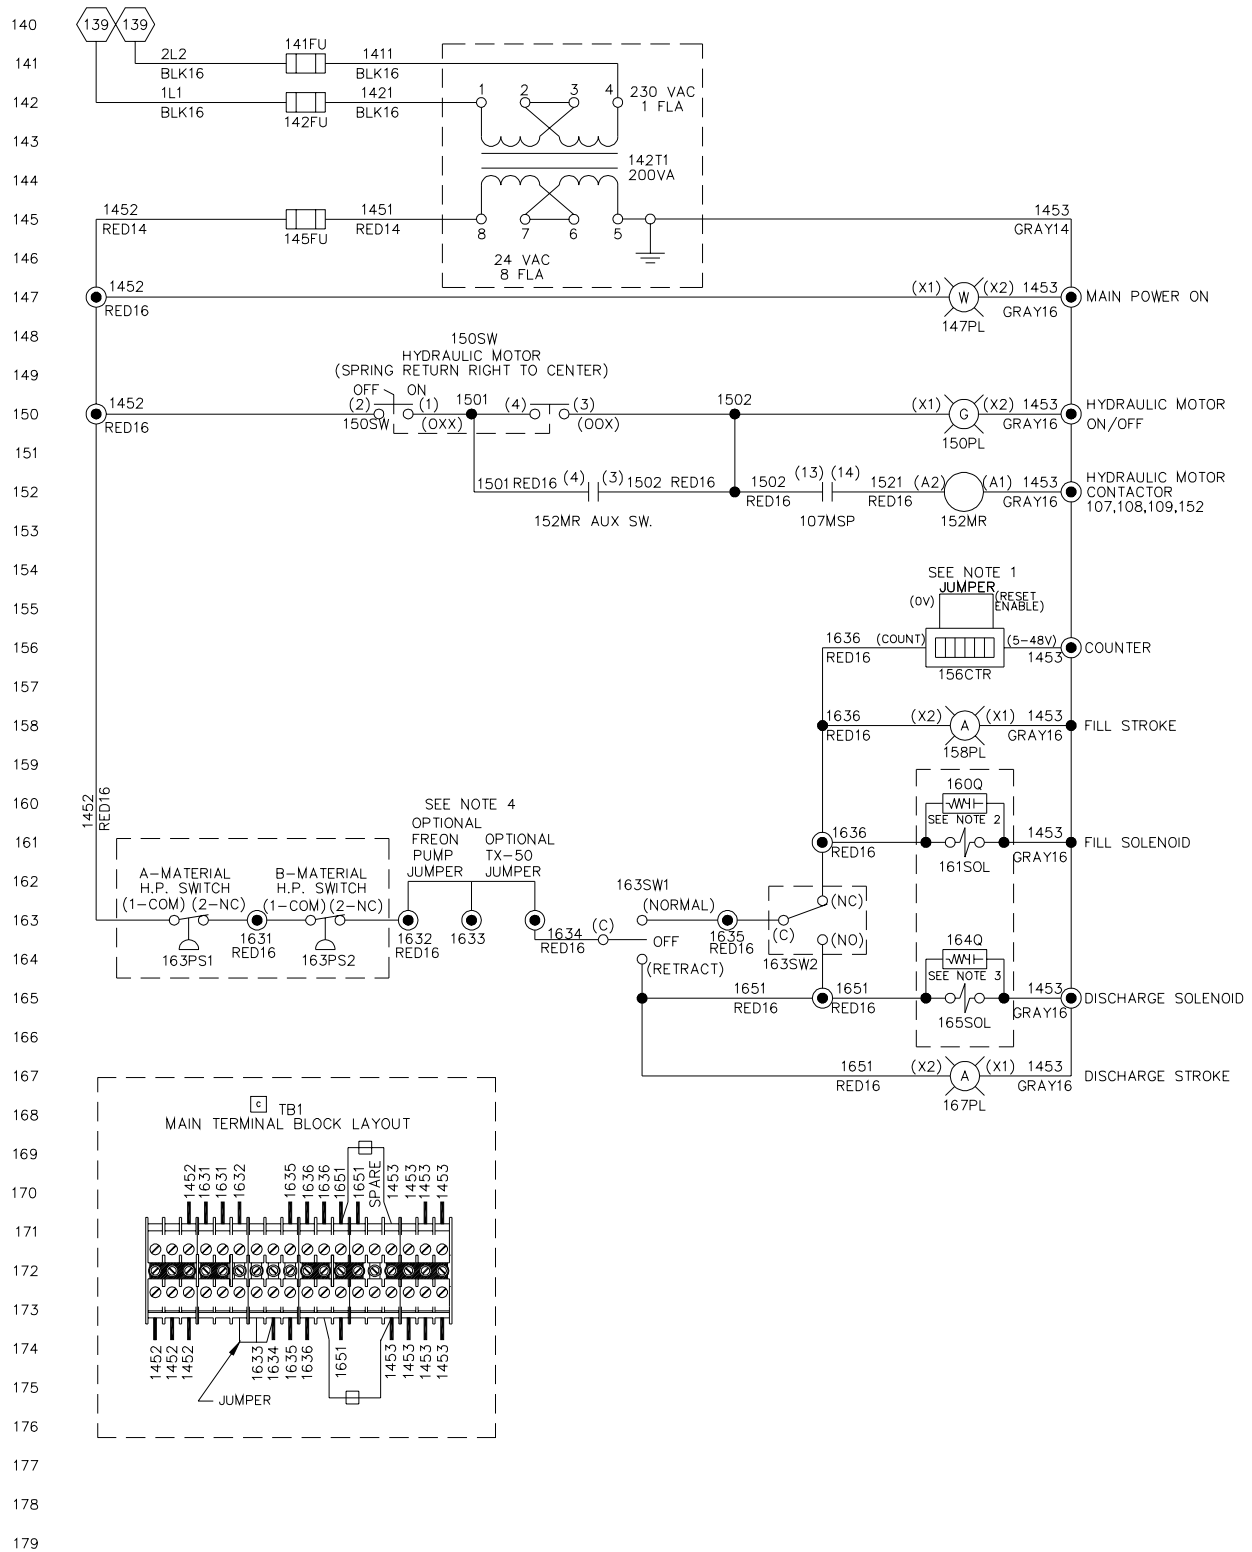 140
139 139
141FU
141 2L2 1411
BLK16 BLK16
1L1 1421 1 2 3 4 230 VAC
142 BLK16 BLK16 1 FLA
142FU
143
142T1
144 200VA
1452 1451 1453
145 RED14 RED14 GRAY14
145FU 8 7 6 5
146 24 VAC
8 FLA
1452 (X1) W (X2) 1453
147 MAIN POWER ON
RED16 GRAY16
147PL
148 150SW
HYDRAULIC MOTOR
149 (SPRING RETURN RIGHT TO CENTER)
OFF ON
1452 (2) (1) 1501 (4) (3) 1502 (X1) G (X2) 1453 HYDRAULIC MOTOR
150 ON/OFF
RED16 150SW (OXX) (OOX) 150PL GRAY16
151
1501 RED16 (4) (3) 1502 RED16 1502 (13) (14) 1521 (A2) (A1) 1453 HYDRAULIC MOTOR
152 CONTACTOR
RED16 RED16 GRAY16 107,108,109,152
152MR AUX SW. 107MSP 152MR
153
154 SEE NOTE 1
JUMPER
155 (0V) (RESET
ENABLE)
1636 (COUNT) (5-48V)
156 COUNTER
RED16 1453
156CTR
157
1636 (X2) A (X1) 1453
158 FILL STROKE
RED16 GRAY16
158PL
159
160Q
160 1452 RED16 SEE NOTE 4
OPTIONAL SEE NOTE 2
FREON OPTIONAL 1636 1453
161 PUMP TX-50 RED16 GRAY16 FILL SOLENOID
JUMPER JUMPER 161SOL
A-MATERIAL B-MATERIAL
162 H.P. SWITCH H.P. SWITCH 163SW1
(1-COM) (2-NC) (1-COM) (2-NC) (NORMAL) (NC)
163 1634 (C) OFF (C)
1631 1632 1633 RED16 1635 (NO)
RED16 RED16 RED16
164 163PS1 163PS2 (RETRACT) 163SW2 164Q
SEE NOTE 3
1651 1651 1453
165 DISCHARGE SOLENOID
RED16 RED16 GRAY16
165SOL
166
1651 (X2) A (X1) 1453
167 DISCHARGE STROKE
RED16 GRAY16
167PL
168 C TB1
MAIN TERMINAL BLOCK LAYOUT
169
170 1452 1631 1631 1632 1635 1636 1636 1651 1651 SPARE 1453 1453 1453 1453
171
172
173
174 1452 1452 1452 1633 1634 1635 1636 1651 1453 1453 1453 1453
175 JUMPER
176
177
178
179